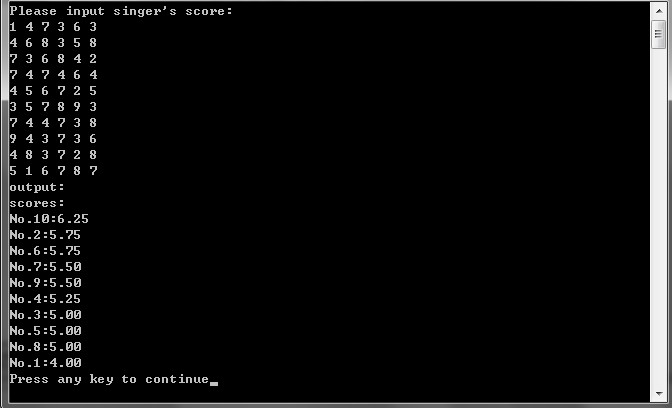 Please input singer's score:
1 4 7 3 6 3
4 6 8 3 5 8
7 3 6 8 4 2
7 4 7 4 6 4
4 5 6 7 2 5
3 5 7 8 9 3
7 4 4 7 3 8
9 4 3 7 3 6
4 8 3 7 2 8
5 1 6 7 8 7
output:
scores:
No.10:6.25
No.2:5.75
No.6:5.75
No.7:5.50
No.9:5.50
No.4:5.25
No.3:5.00
No.5:5.00
No.8:5.00
No.1:4.00
Press any key to continue_